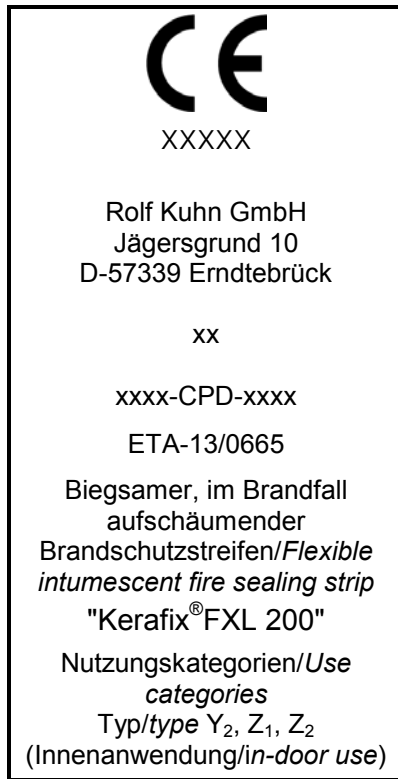 CE
XXXXX
Rolf Kuhn GmbH
Jägersgrund 10
D-57339 Erndtebrück
xx
xxxx-CPD-xxxx
ETA-13/0665
Biegsamer, im Brandfall
aufschäumender
Brandschutzstreifen/Flexible
intumescent fire sealing strip
"Kerafix®FXL 200"
Nutzungskategorien/Use
categories
Typ/type Y₂, Z₁, Z₂
(Innenanwendung/in-door use)